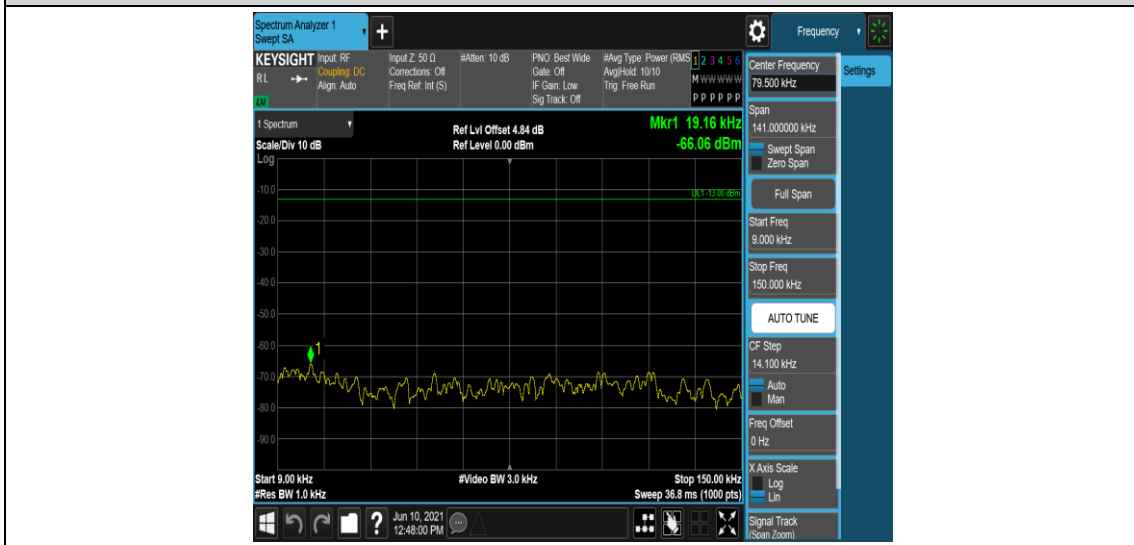 Spectrum Analyzer 1
Swept SA
+
Frequency
KEYSIGHT
RL
LXI
Input: RF
Coupling: DC
Align: Auto
Input Z: 50 Ω
Corrections: Off
Freq Ref: Int (S)
#Atten: 10 dB
PNO: Best Wide
Gate: Off
IF Gain: Low
Sig Track: Off
#Avg Type: Power (RMS
Avg|Hold: 10/10
Trig: Free Run
1 2 3 4 5 6
M W W W W W
P P P P P P
Center Frequency
79.500 kHz
Settings
1 Spectrum
Scale/Div 10 dB
Ref Lvl Offset 4.84 dB
Ref Level 0.00 dBm
Mkr1 19.16 kHz
-66.06 dBm
Log
DL1 -13.00 dBm
-10.0
-20.0
-30.0
-40.0
-50.0
-60.0
-70.0
-80.0
-90.0
1
Start 9.00 kHz
#Res BW 1.0 kHz
#Video BW 3.0 kHz
Stop 150.00 kHz
Sweep 36.8 ms (1000 pts)
Span
141.000000 kHz
Swept Span
Zero Span
Full Span
Start Freq
9.000 kHz
Stop Freq
150.000 kHz
AUTO TUNE
CF Step
14.100 kHz
Auto
Man
Freq Offset
0 Hz
X Axis Scale
Log
Lin
Signal Track
(Span Zoom)
?
Jun 10, 2021
12:48:00 PM